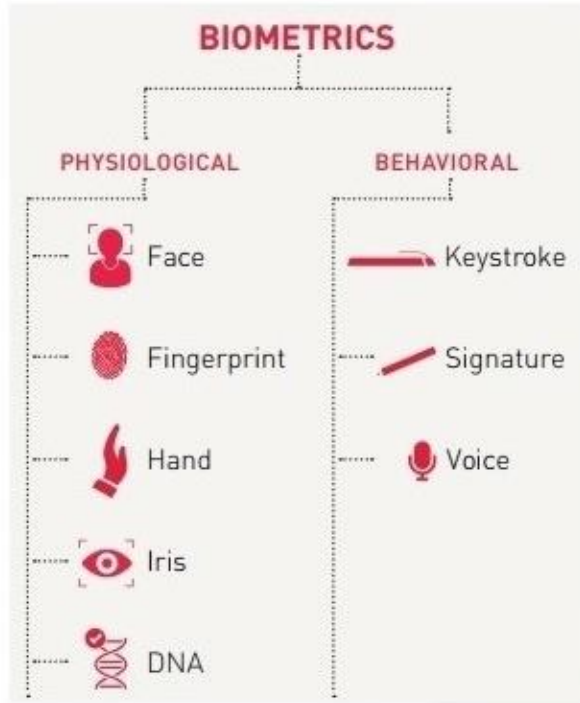 BIOMETRICS
PHYSIOLOGICAL
Face
Fingerprint
Hand
Iris
DNA
BEHAVIORAL
Keystroke
Signature
Voice